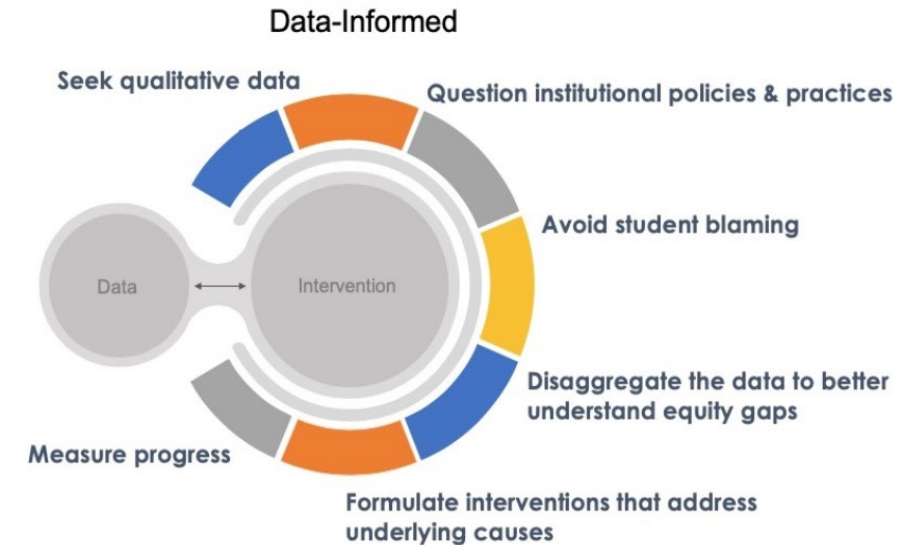 Data-Informed
Seek qualitative data
Question institutional policies & practices
Avoid student blaming
Data
Intervention
Disaggregate the data to better
understand equity gaps
Measure progress
Formulate interventions that address
underlying causes